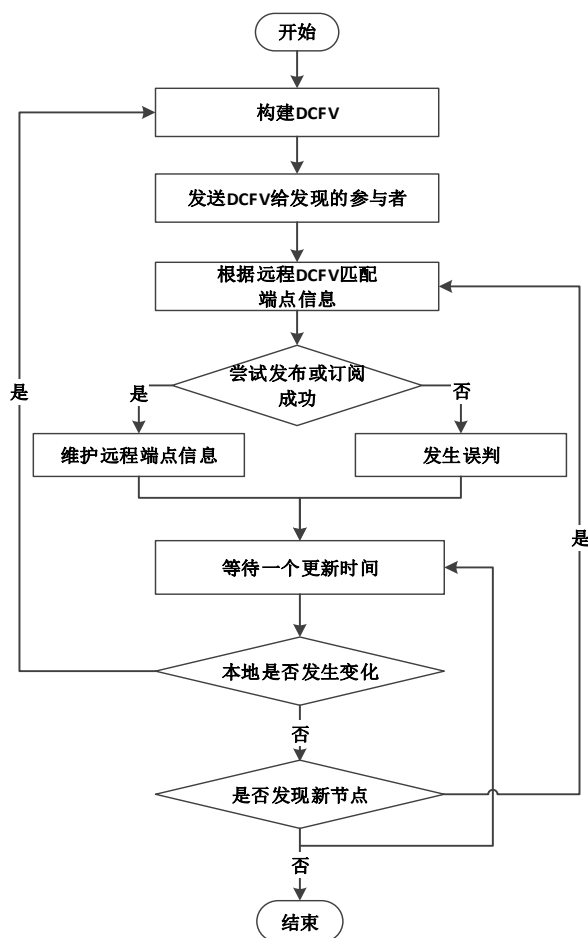 开始
构建DCFV
发送DCFV给发现的参与者
根据远程DCFV匹配
端点信息
尝试发布或订阅
成功
是
否
是
维护远程端点信息
发生误判
是
等待一个更新时间
本地是否发生变化
否
是否发现新节点
否
结束